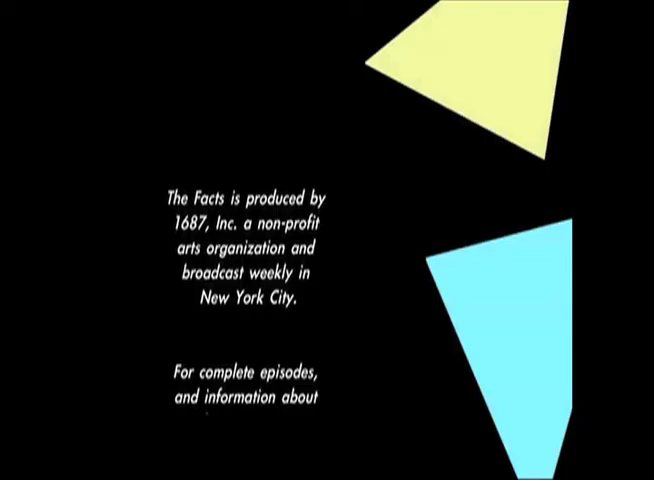 The Facts is produced by
1687, Inc. a non-profit
arts organization and
broadcast weekly in
New York City.
For complete episodes,
and information about